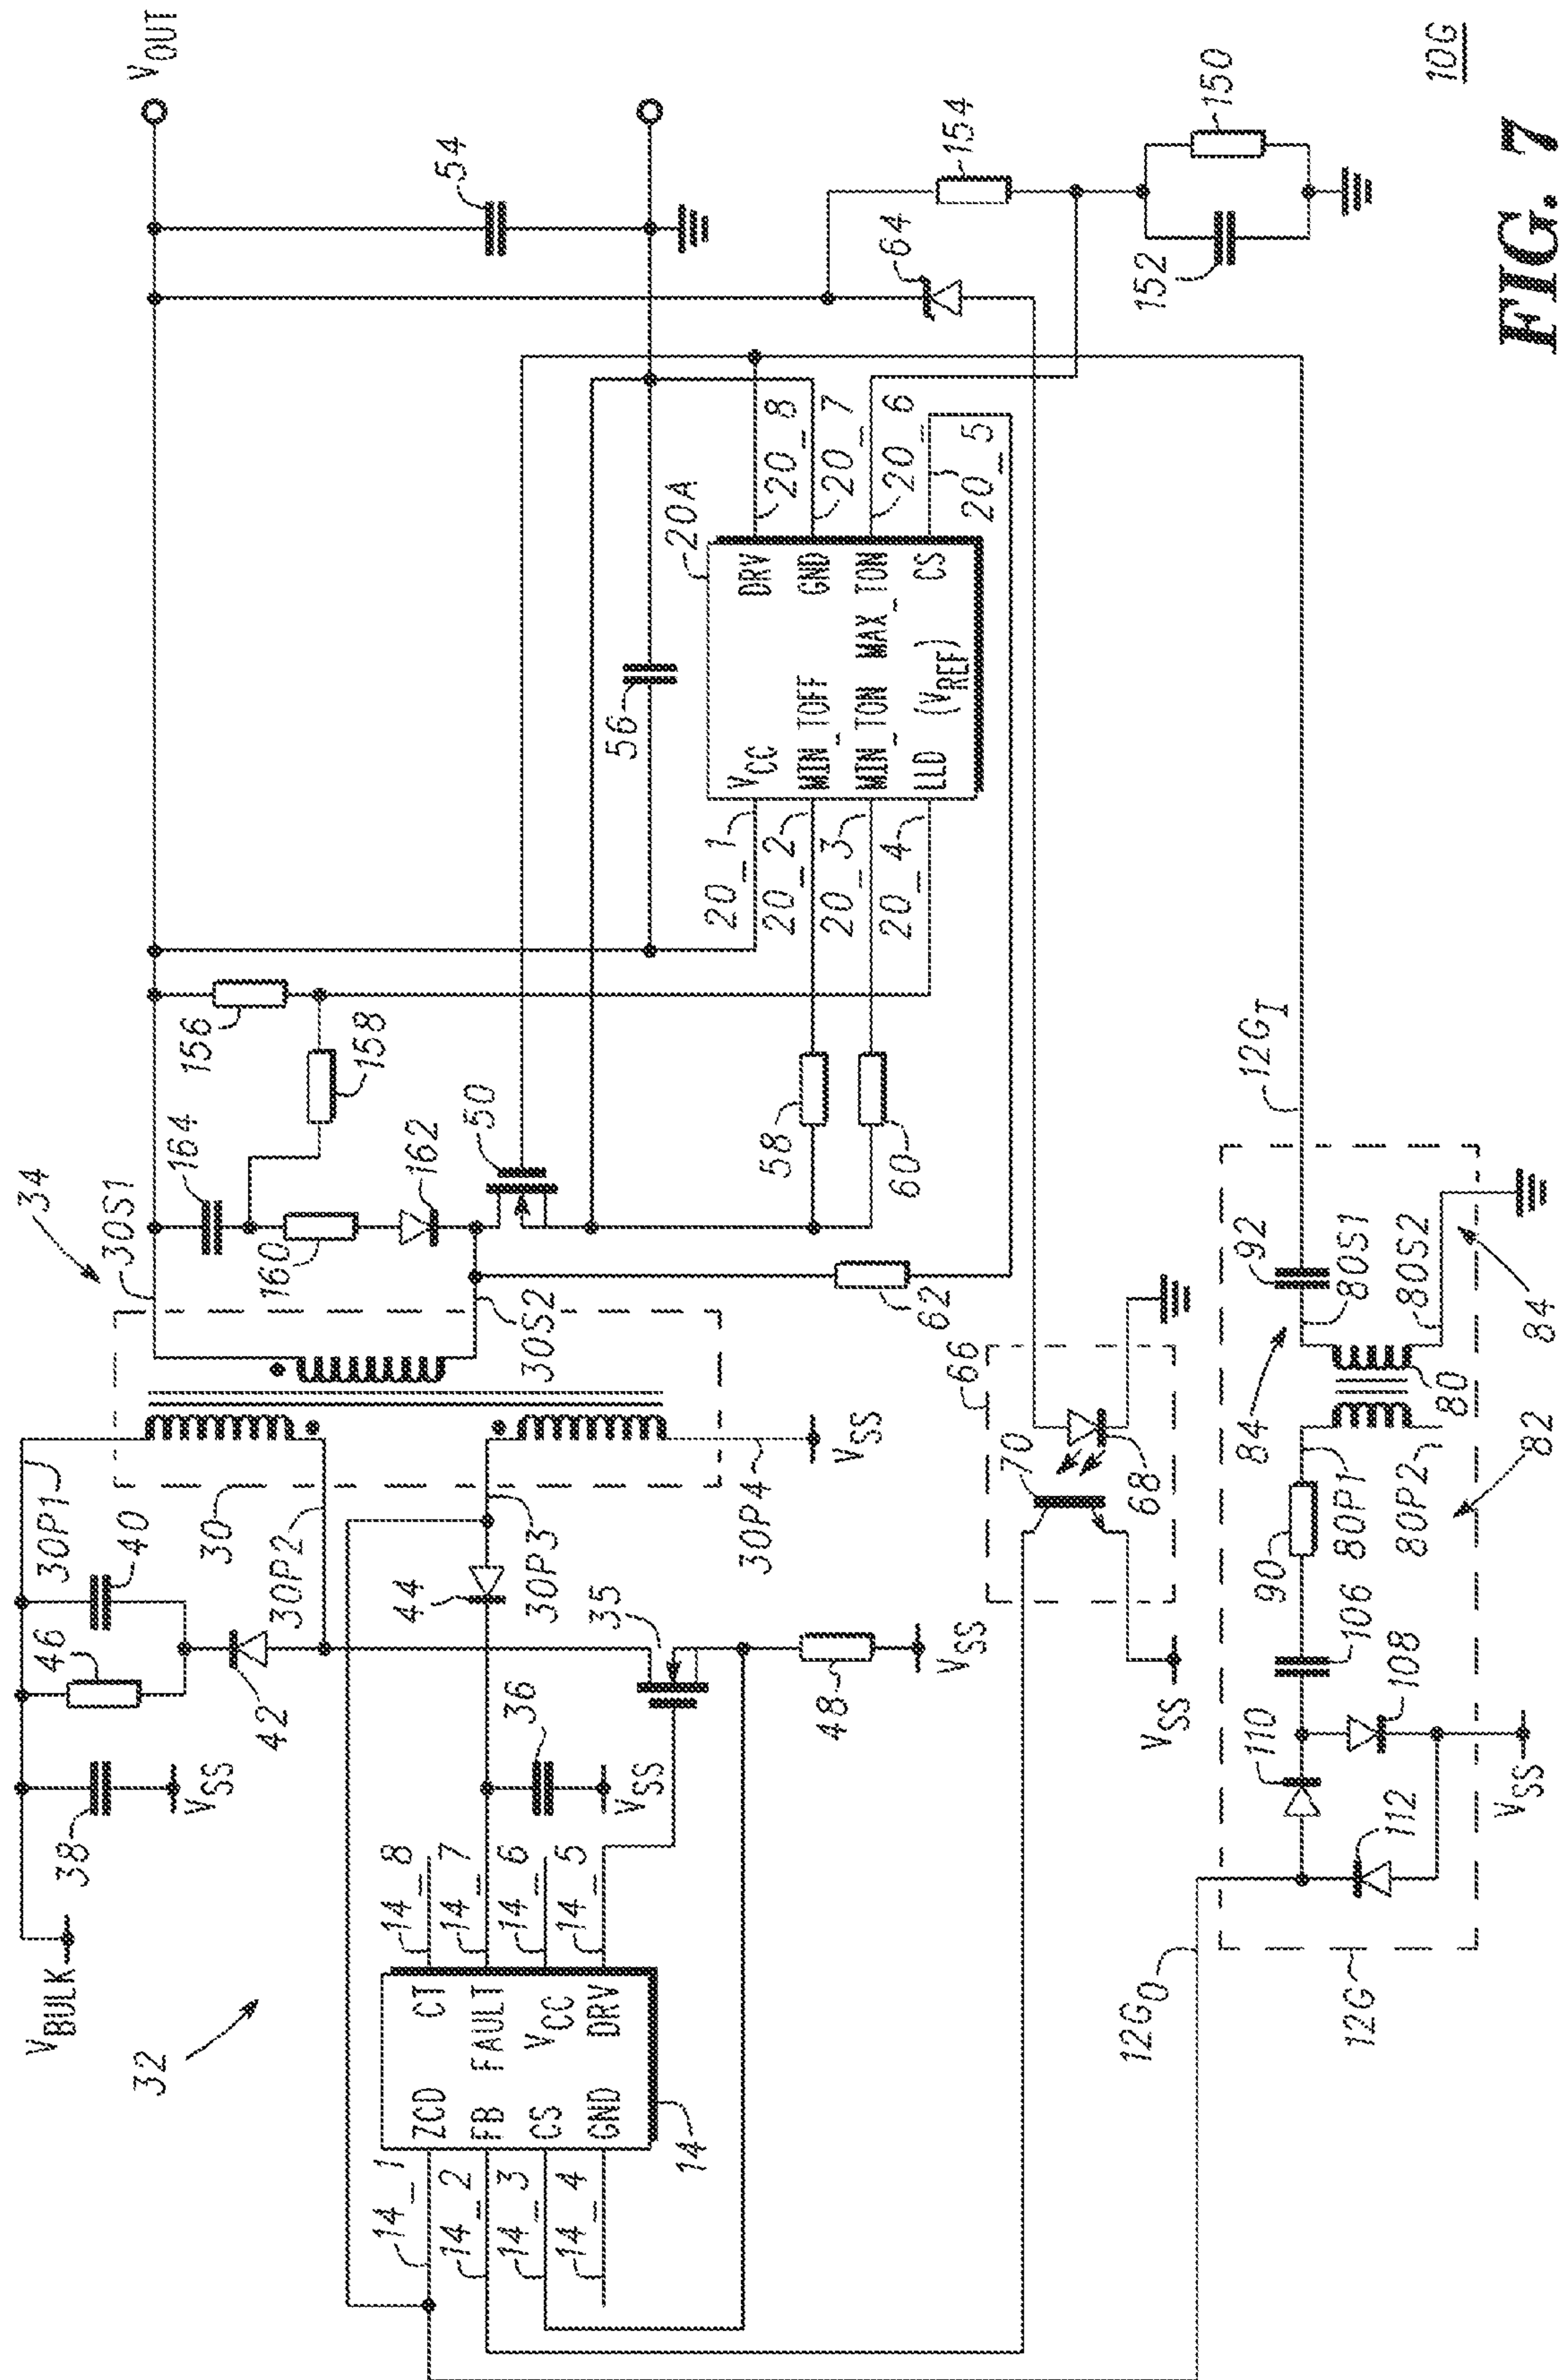 V_BULK
32
38
V_SS
46
40
42
30P1
30
30P2
34
30S1
164
160
162
156
158
50
30S2
V_OUT
54
14_1
14_2
14_3
14_4
ZCD
FB
CS
GND
CT
FAULT
V_CC
DRV
14
14_8
14_7
14_6
14_5
36
V_SS
44
30P3
35
30P4
V_SS
48
V_SS
62
58
60
56
20_1
20_2
20_3
20_4
V_CC
MIN_TOFF
MIN_TON
LLD
(V_REF)
DRV
GND
MAX_TON
CS
20A
20_8
20_7
20_6
20_5
64
154
152
150
66
70
68
V_SS
12G_O
12G
110
112
106
108
V_SS
90
80P1
80P2
82
84
80
92
80S1
80S2
84
12G_I
10G
FIG. 7